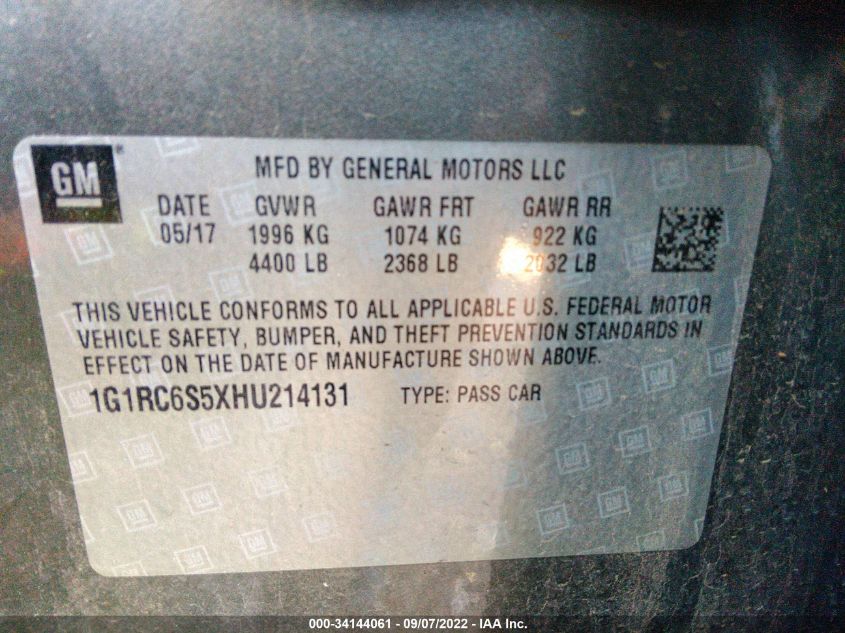 GM
MFD BY GENERAL MOTORS LLC
DATE GVWR GAWR FRT GAWR RR
05/17 1996 KG 1074 KG 922 KG
4400 LB 2368 LB 2032 LB
THIS VEHICLE CONFORMS TO ALL APPLICABLE U.S. FEDERAL MOTOR
VEHICLE SAFETY, BUMPER, AND THEFT PREVENTION STANDARDS IN
EFFECT ON THE DATE OF MANUFACTURE SHOWN ABOVE.
1G1RC6S5XHU214131 TYPE: PASS CAR
000-34144061 - 09/07/2022 - IAA Inc.